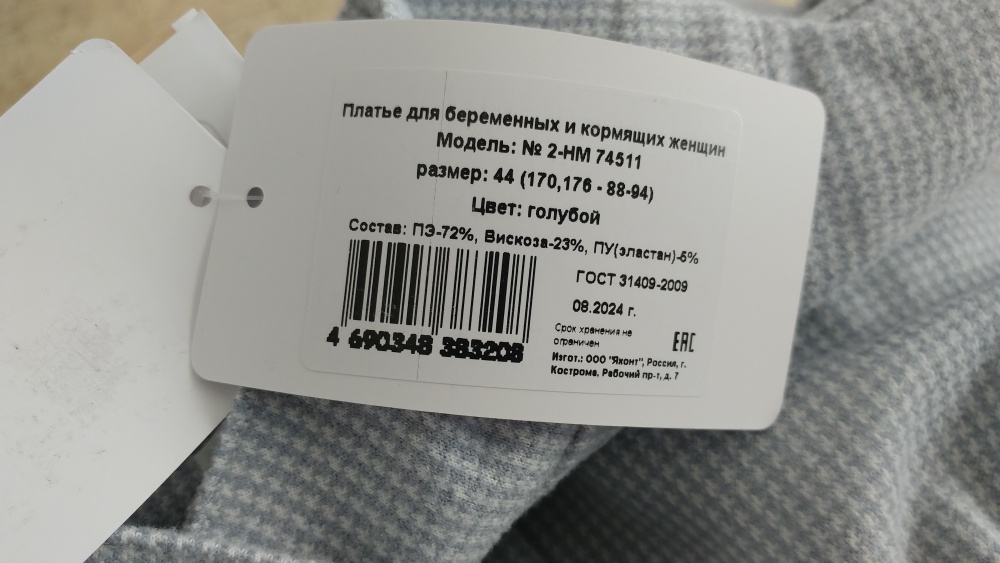 Платье для беременных и кормящих женщин
Модель: № 2-НМ 74511
размер: 44 (170,176 - 88-94)
Цвет: голубой
Состав: ПЭ-72%, Вискоза-23%, ПУ(эластан)-5%
ГОСТ 31409-2009
08.2024 г.
Срок хранения не
ограничен
EAC
Изгот.: ООО "Яхонт", Россия, г.
Кострома, Рабочий пр-т, д. 7
4 690348 383208